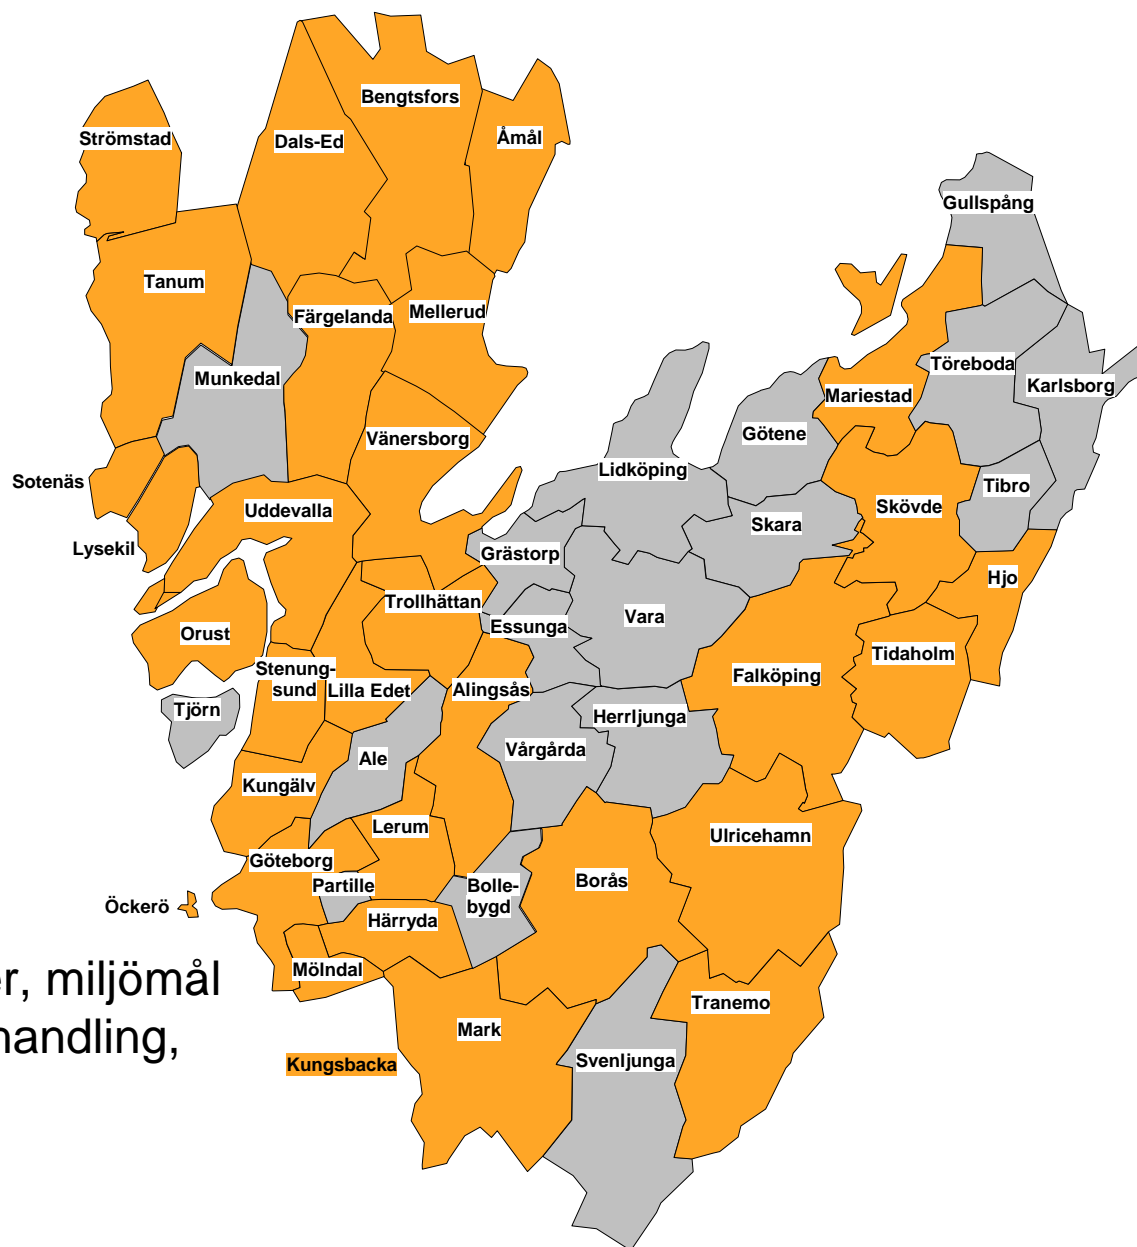 Bengtsfors
Strömstad
Dals-Ed
Åmål
Gullspång
Tanum
Färgelanda
Mellerud
Munkedal
Töreboda
Karlsborg
Mariestad
Vänersborg
Götene
Lidköping
Sotenäs
Tibro
Uddevalla
Skövde
Skara
Lysekil
Grästorp
Hjo
Trollhättan
Vara
Essunga
Orust
Tidaholm
Stenung-
sund
Lilla Edet
Alingsås
Falköping
Tjörn
Herrljunga
Vårgårda
Ale
Kungälv
Lerum
Ulricehamn
Göteborg
Partille
Bolle-
bygd
Borås
Öckerö
Härryda
Mölndal
r, miljömål
Tranemo
Mark
handling,
Kungsbacka
Svenljunga